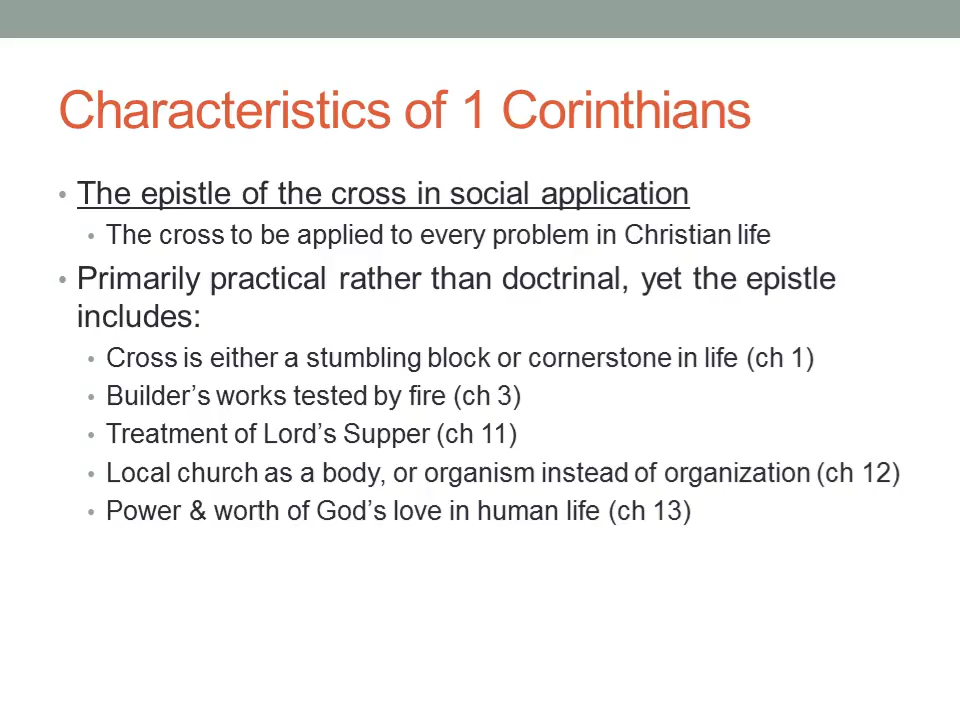 Characteristics of 1 Corinthians
• The epistle of the cross in social application
• The cross to be applied to every problem in Christian life
• Primarily practical rather than doctrinal, yet the epistle
includes:
• Cross is either a stumbling block or cornerstone in life (ch 1)
• Builder’s works tested by fire (ch 3)
• Treatment of Lord’s Supper (ch 11)
• Local church as a body, or organism instead of organization (ch 12)
• Power & worth of God’s love in human life (ch 13)